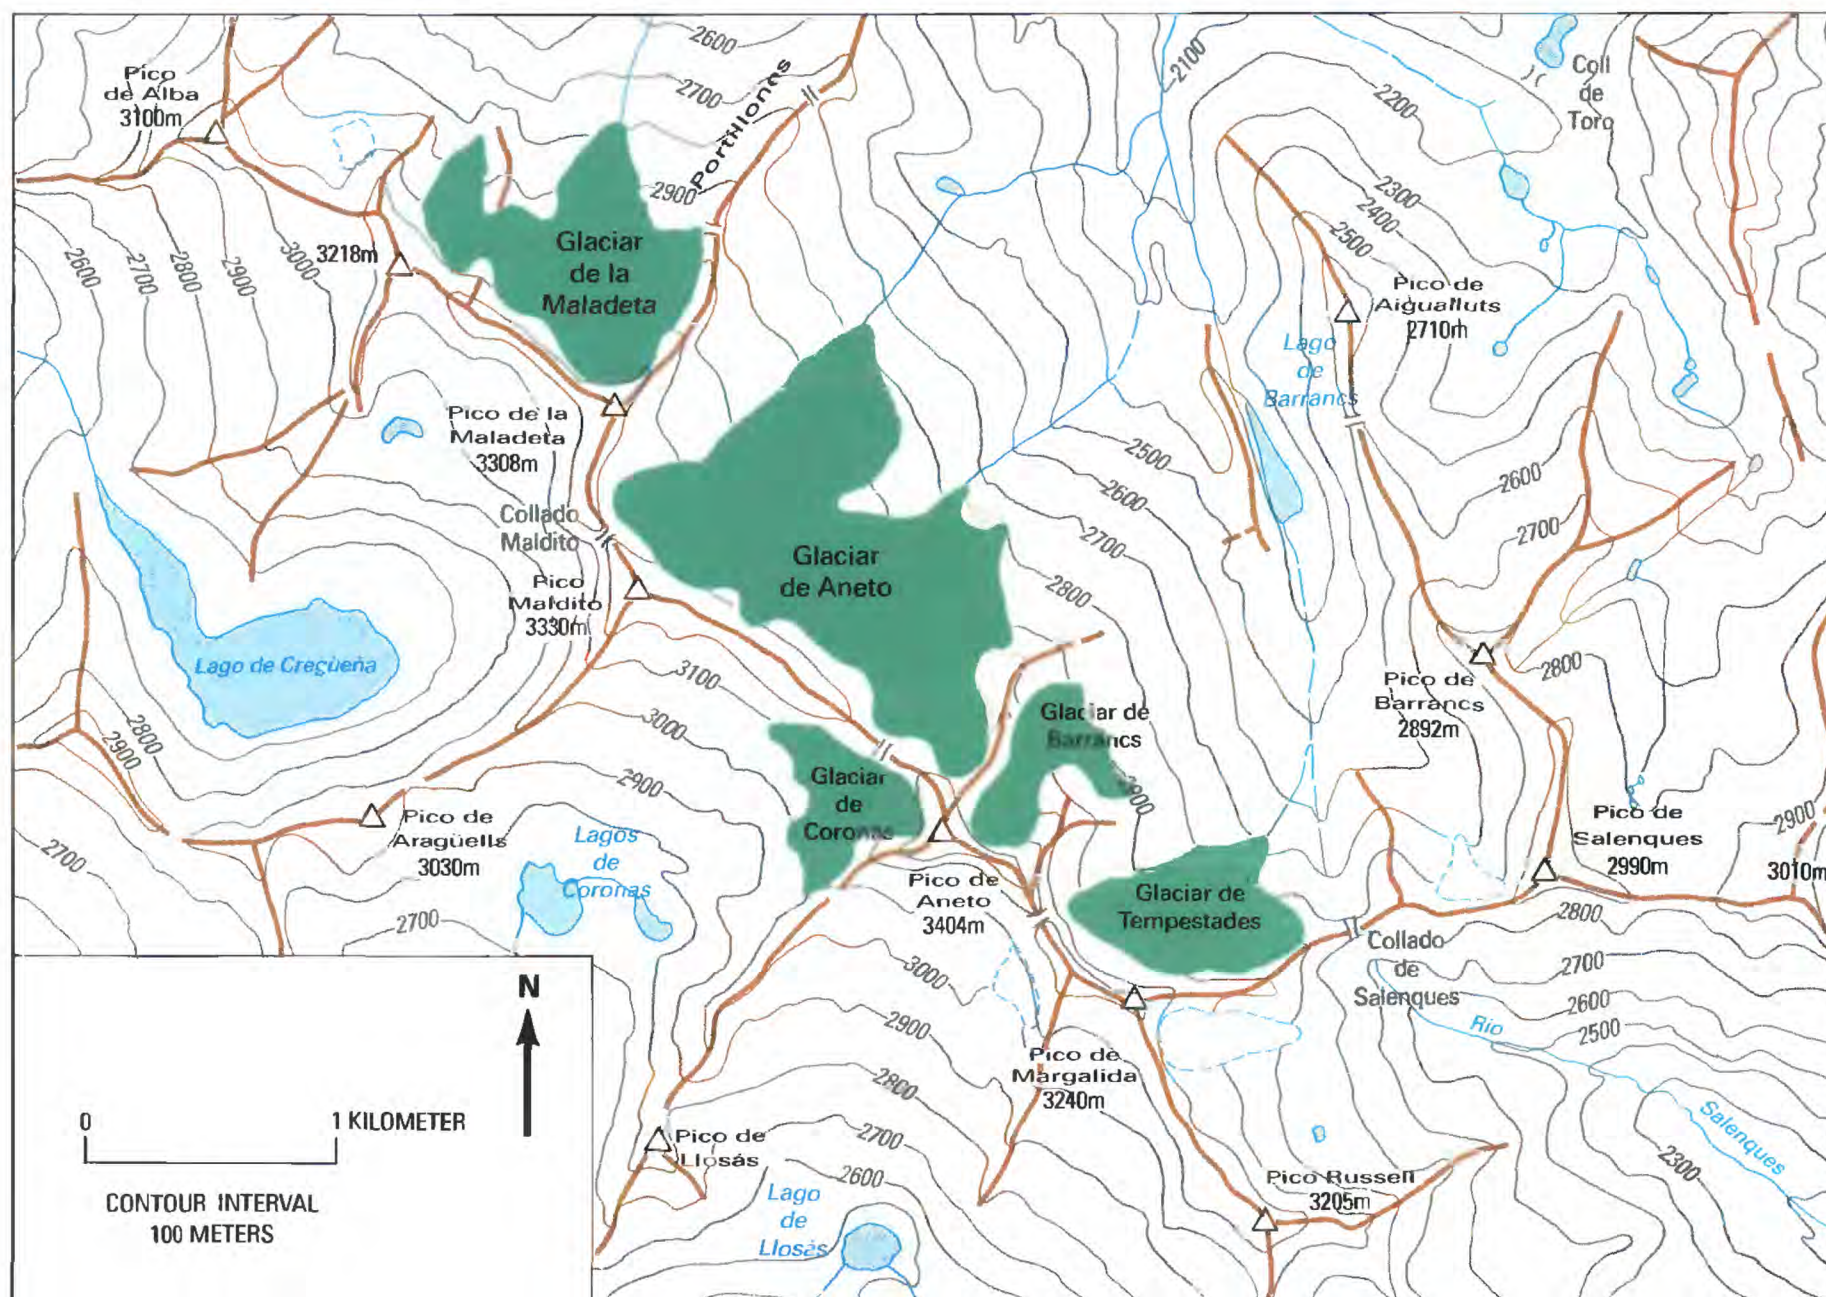 2600
2700
Portillones
2100
Coll
de
Toro
2200
Pico
de Alba
3100m
2900
2300
2400
2500
3218m
Glaciar
de la
Maladeta
2600
2700
2800
2900
3000
Pico de
Aigualluts
2710m
Lago
de
Barrancs
Pico de la
Maladeta
3308m
2500
2600
2700
2600
2700
Collado
Maldito
Glaciar
de Aneto
Pico
Maldito
3330m
2800
Lago de Cregüeña
3100
3000
2800
Pico de
Barrancs
2892m
Glaciar de
Barrancs
2800
2900
2900
Glaciar
de
Coronas
2900
Pico de
Salenques
2990m
2900
3010m
2700
Pico de
Aragüells
3030m
Lagos
de
Coronas
2700
Pico de
Aneto
3404m
Glaciar de
Tempestades
2800
Collado
de
Salenques
2700
2600
2500
3000
2900
2800
2700
2600
Rio
Salenques
2300
Pico de
Margalida
3240m
Pico de
Llosás
Lago
de
Llosás
Pico Russell
3205m
N
0
1 KILOMETER
CONTOUR INTERVAL
100 METERS